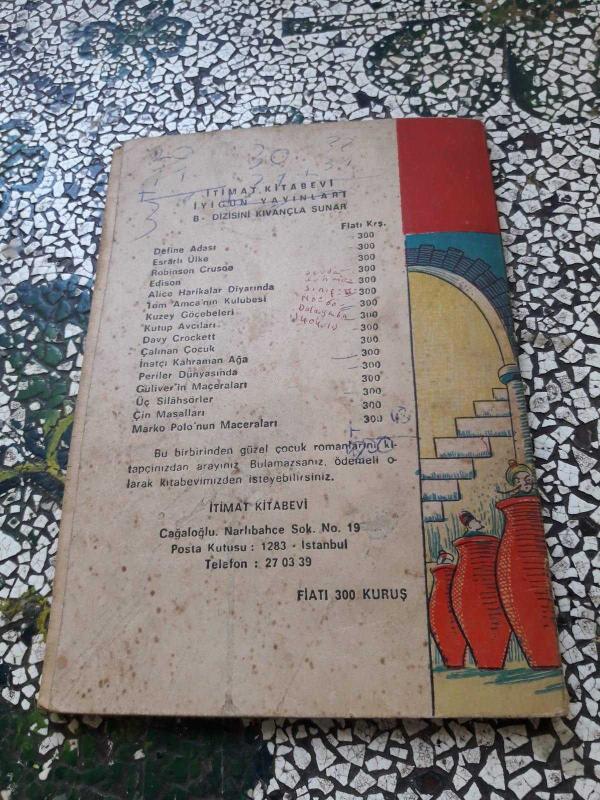 20 30 22
İTİMAT KİTABEVİ
İYİGÜN YAYINLARI
B - DİZİSİNİ KIVANÇLA SUNAR
Fiatı Krş.
Define Adası 300
Esrarlı Ülke 300
Robinson Crusoe 300
Edison 300
Alice Harikalar Diyarında 300
Tom Amca'nın Kulubesi 300
Kuzey Göçebeleri 300
Kutup Avcıları 300
Davy Crockett 300
Çalınan Çocuk 300
İnatçı Kahraman Ağa 300
Periler Dünyasında 300
Guliver'in Maceraları 300
Üç Silâhşörler 300
Çin Masalları 300
Marko Polo'nun Maceraları 300
Bu birbirinden güzel çocuk romanlarını ki-
tapçınızdan arayınız. Bulamazsanız, ödemeli o-
larak kitabevimizden isteyebilirsiniz.
İTİMAT KİTABEVİ
Cağaloğlu. Narlıbahce Sok. No. 19
Posta Kutusu : 1283 - Istanbul
Telefon : 27 03 39
FİATI 300 KURUŞ